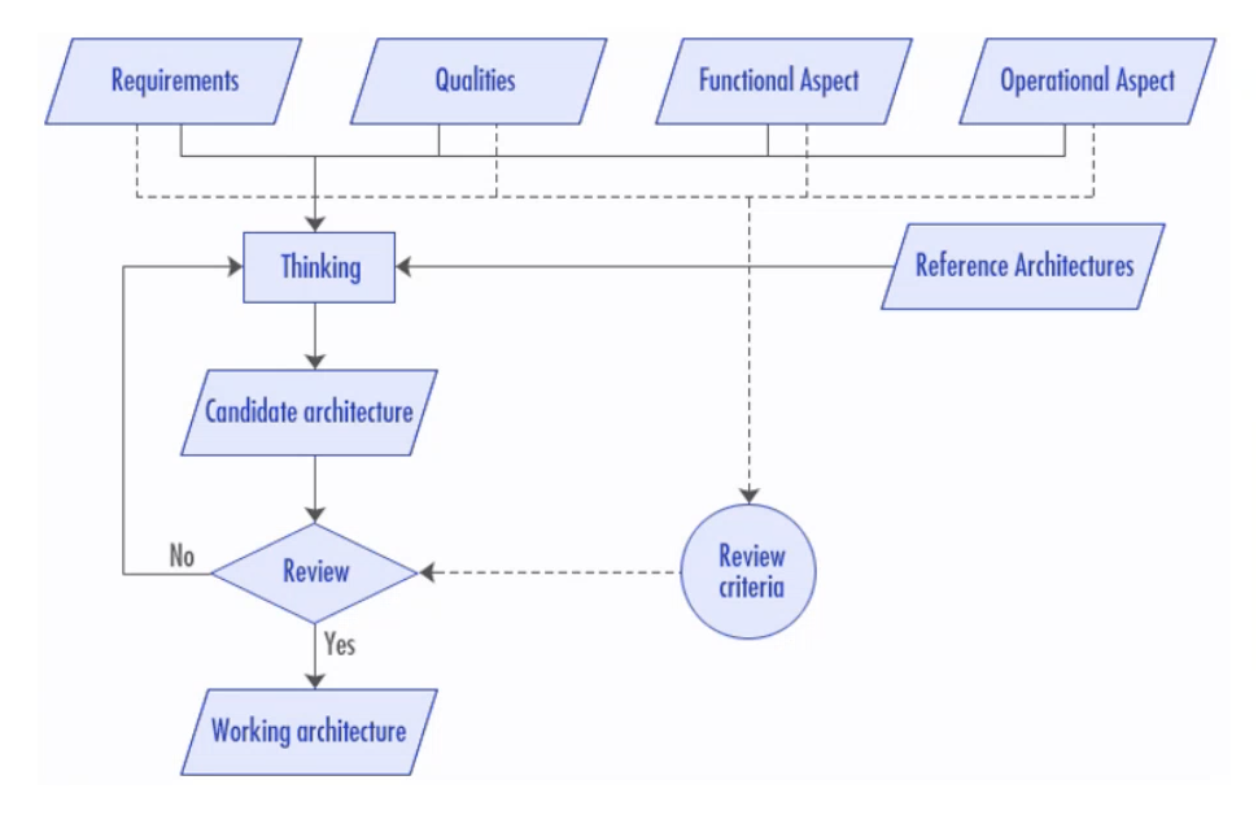 Requirements
Qualities
Functional Aspect
Operational Aspect
Thinking
Reference Architectures
Candidate architecture
No
Review
Review
criteria
Yes
Working architecture